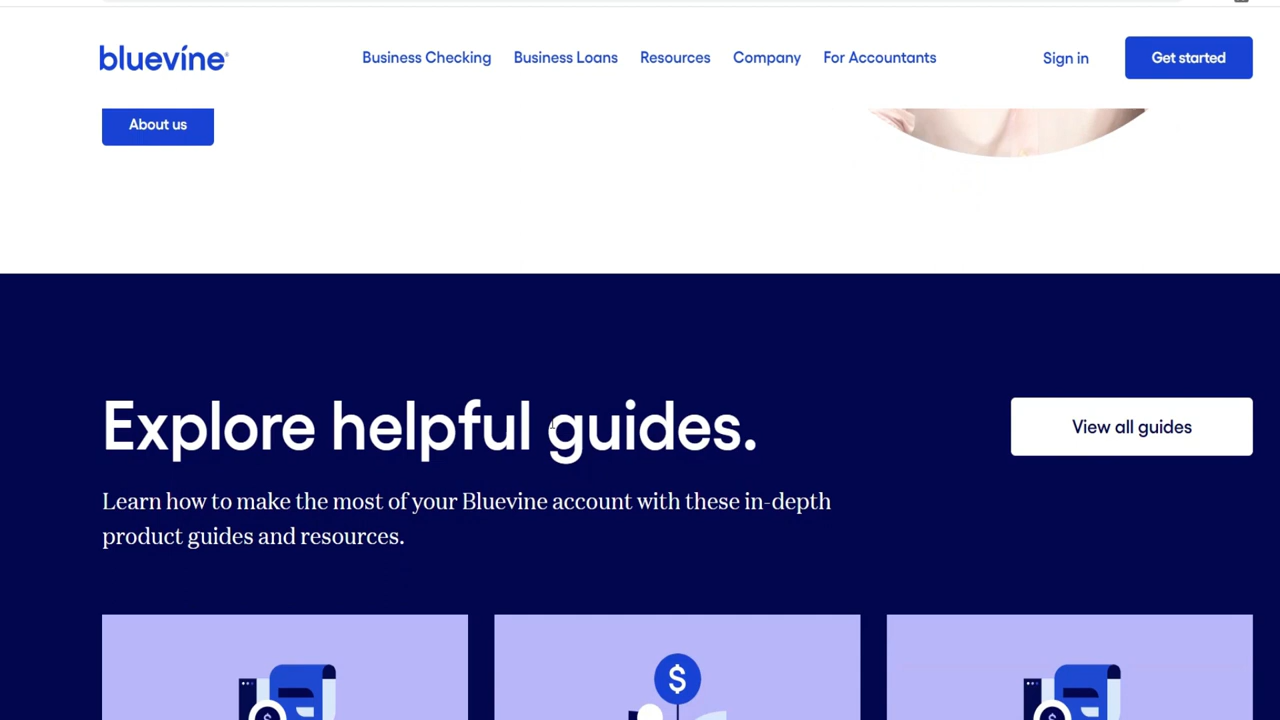 bluevine®
Business Checking
Business Loans
Resources
Company
For Accountants
Sign in
Get started
About us
Explore helpful guides.
View all guides
Learn how to make the most of your Bluevine account with these in-depth
product guides and resources.
$
$
$